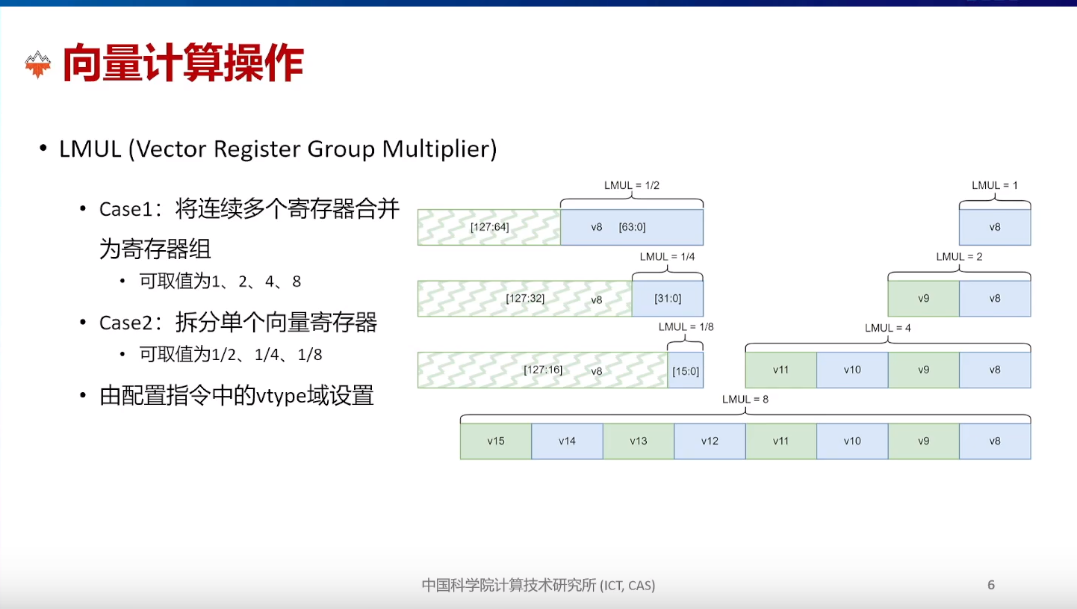 向量计算操作
• LMUL (Vector Register Group Multiplier)
• Case1：将连续多个寄存器合并
为寄存器组
• 可取值为1、2、4、8
• Case2：拆分单个向量寄存器
• 可取值为1/2、1/4、1/8
• 由配置指令中的vtype域设置
LMUL = 1/2
[127:64] v8 [63:0]
LMUL = 1/4
[127:32] v8 [31:0]
LMUL = 1/8
[127:16] v8 [15:0]
LMUL = 1
v8
LMUL = 2
v9 v8
LMUL = 4
v11 v10 v9 v8
LMUL = 8
v15 v14 v13 v12 v11 v10 v9 v8
中国科学院计算技术研究所 (ICT, CAS)
6